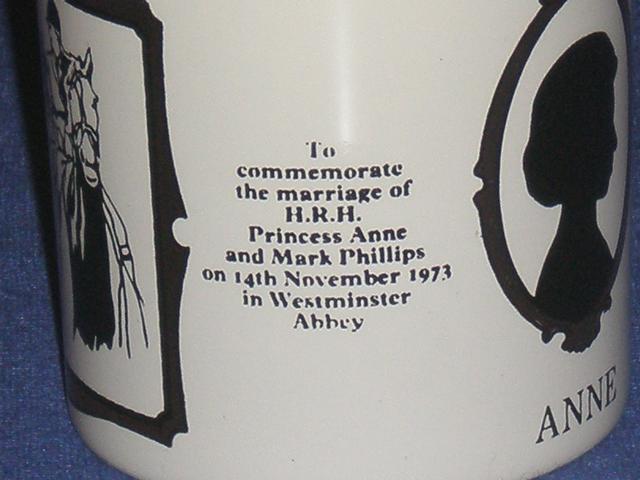 To
commemorate
the marriage of
H.R.H.
Princess Anne
and Mark Phillips
on 14th November 1973
in Westminster
Abbey
ANNE